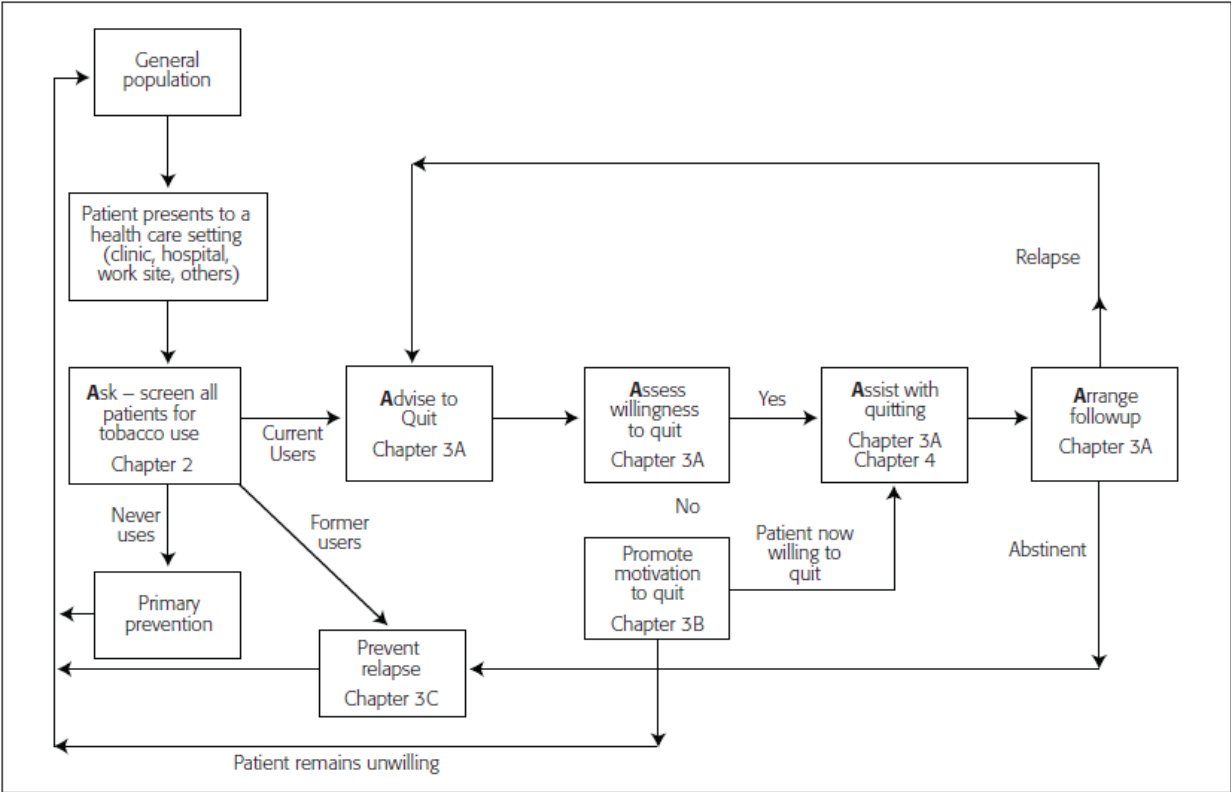 General
population
Patient presents to a
health care setting
(clinic, hospital,
work site, others)
Relapse
Ask – screen all
patients for
tobacco use
Chapter 2
Current
Users
Advise to
Quit
Chapter 3A
Assess
willingness
to quit
Chapter 3A
Yes
Assist with
quitting
Chapter 3A
Chapter 4
Arrange
followup
Chapter 3A
Never
uses
Former
users
No
Patient now
willing to
quit
Abstinent
Promote
motivation
to quit
Chapter 3B
Primary
prevention
Prevent
relapse
Chapter 3C
Patient remains unwilling